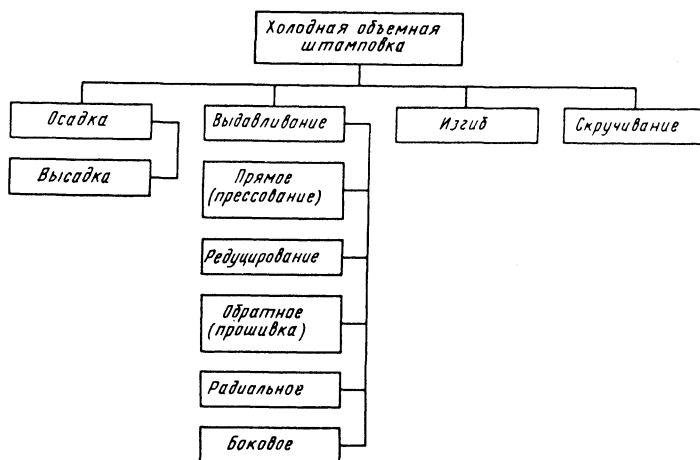 Холодная объемная
штамповка
Осадка
Выдавливание
Изгиб
Скручивание
Высадка
Прямое
(прессование)
Редуцирование
Обратное
(прошивка)
Радиальное
Боковое